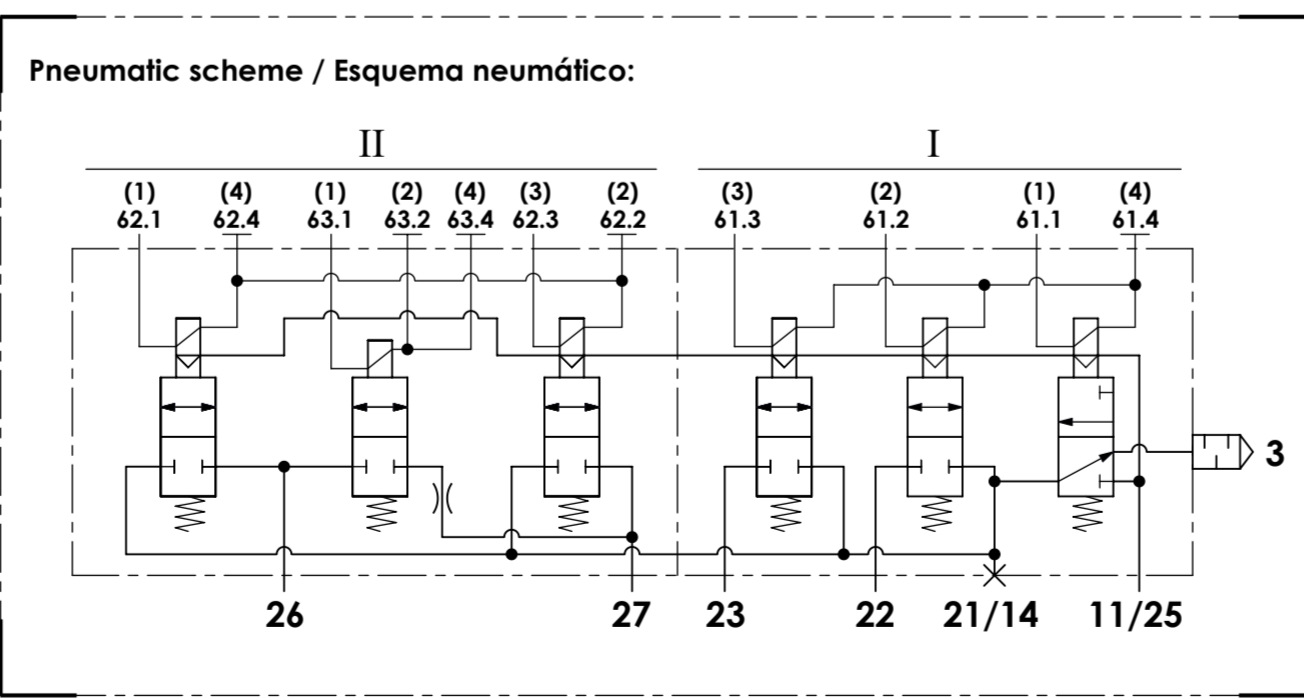 Pneumatic scheme / Esquema neumático:
II I
(1) (4) (1) (2) (4) (3) (2) (3) (2) (1) (4)
62.1 62.4 63.1 63.2 63.4 62.3 62.2 61.3 61.2 61.1 61.4
3
26 27 23 22 21/14 11/25